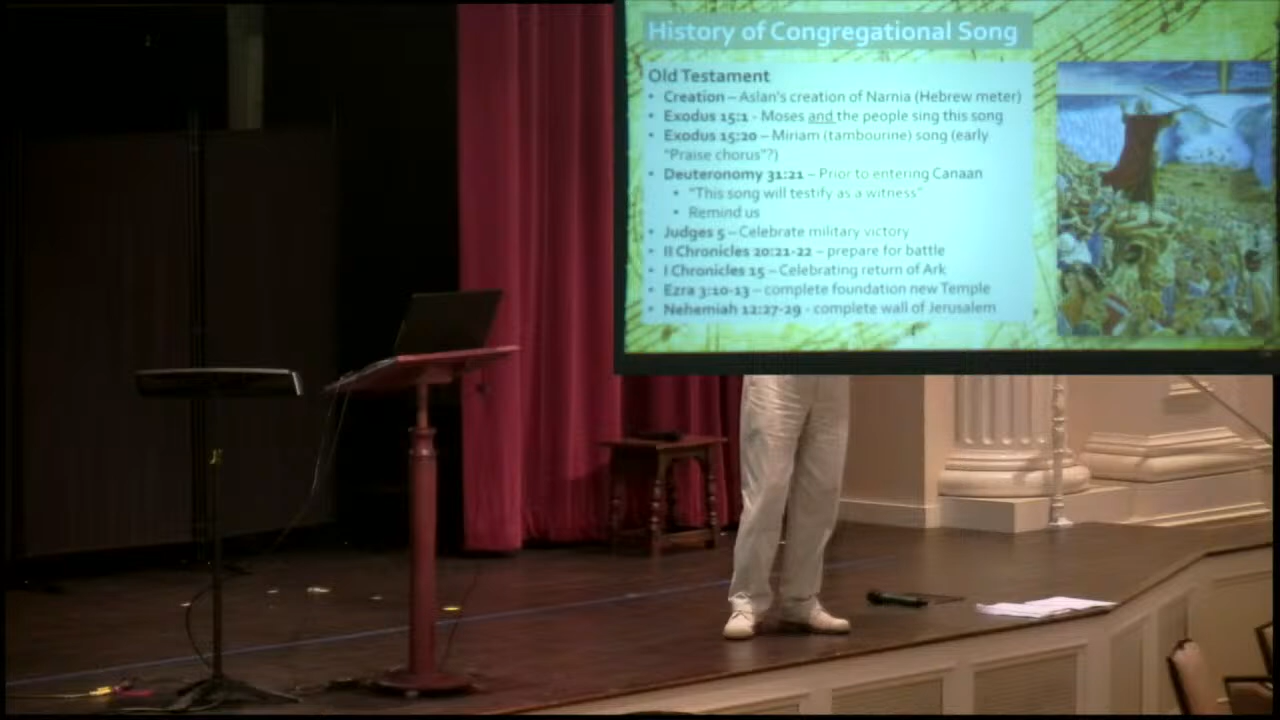 History of Congregational Song
Old Testament
• Creation – Aslan's creation of Narnia (Hebrew meter)
• Exodus 15:1 - Moses and the people sing this song
• Exodus 15:20 – Miriam (tambourine) song (early
"Praise chorus"?)
• Deuteronomy 31:21 – Prior to entering Canaan
• "This song will testify as a witness"
• Remind us
• Judges 5 – Celebrate military victory
• II Chronicles 20:21-22 – prepare for battle
• I Chronicles 15 – Celebrating return of Ark
• Ezra 3:10-13 – complete foundation new Temple
• Nehemiah 12:27-29 - complete wall of Jerusalem